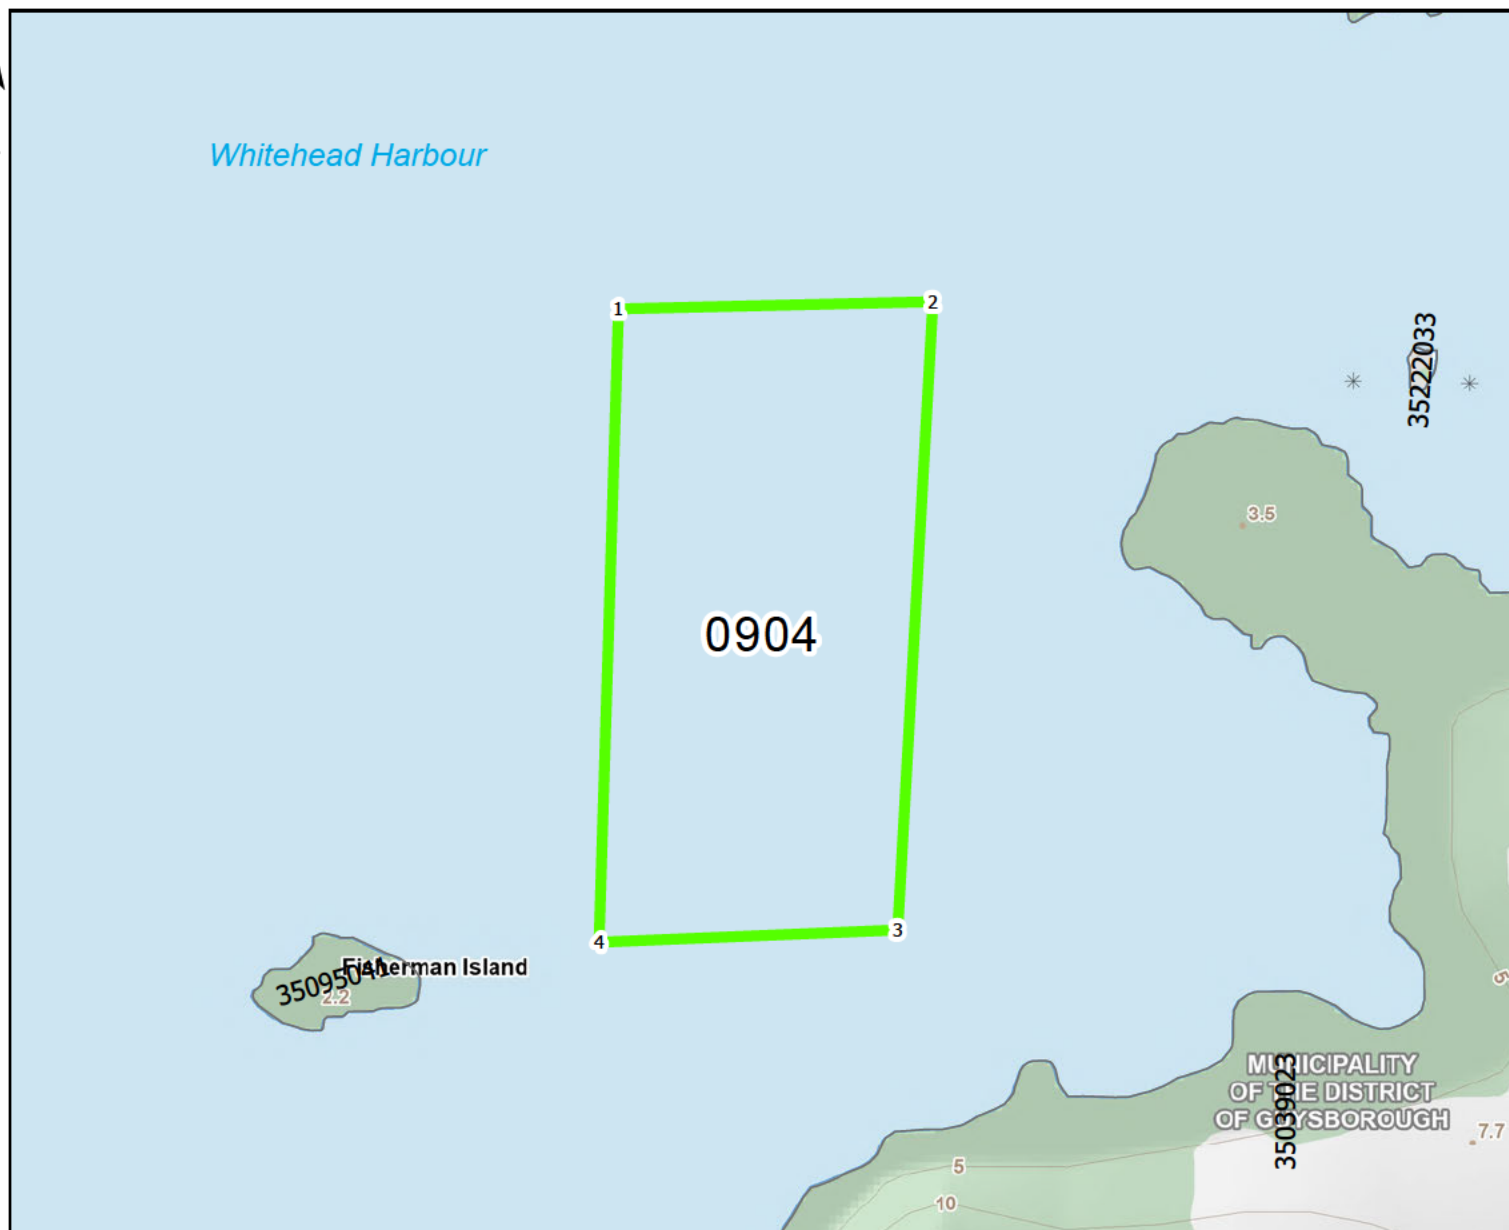 Whitehead Harbour
1
2
35222033
3.5
0904
3
4
Fisherman Island
35095041
2.2
5
MUNICIPALITY
OF THE DISTRICT
OF GUYSBOROUGH
35039023
7.7
5
10